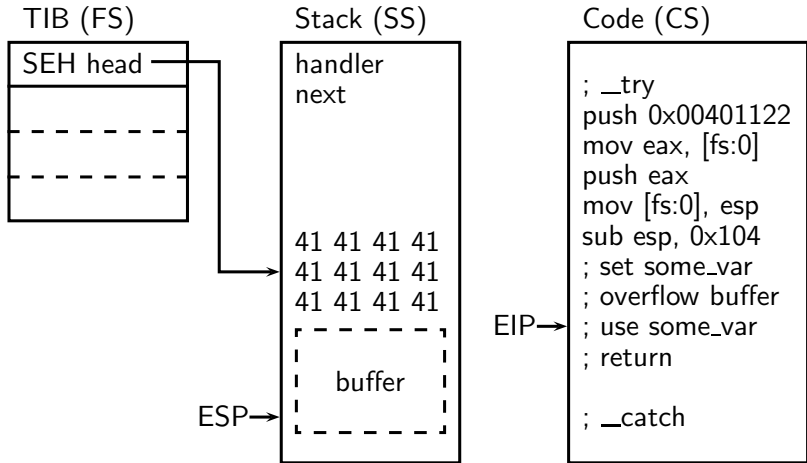 TIB (FS)
SEH head
Stack (SS)
handler
next
41 41 41 41
41 41 41 41
41 41 41 41
buffer
ESP
Code (CS)
; __try
push 0x00401122
mov eax, [fs:0]
push eax
mov [fs:0], esp
sub esp, 0x104
; set some_var
; overflow buffer
; use some_var
; return
; __catch
EIP